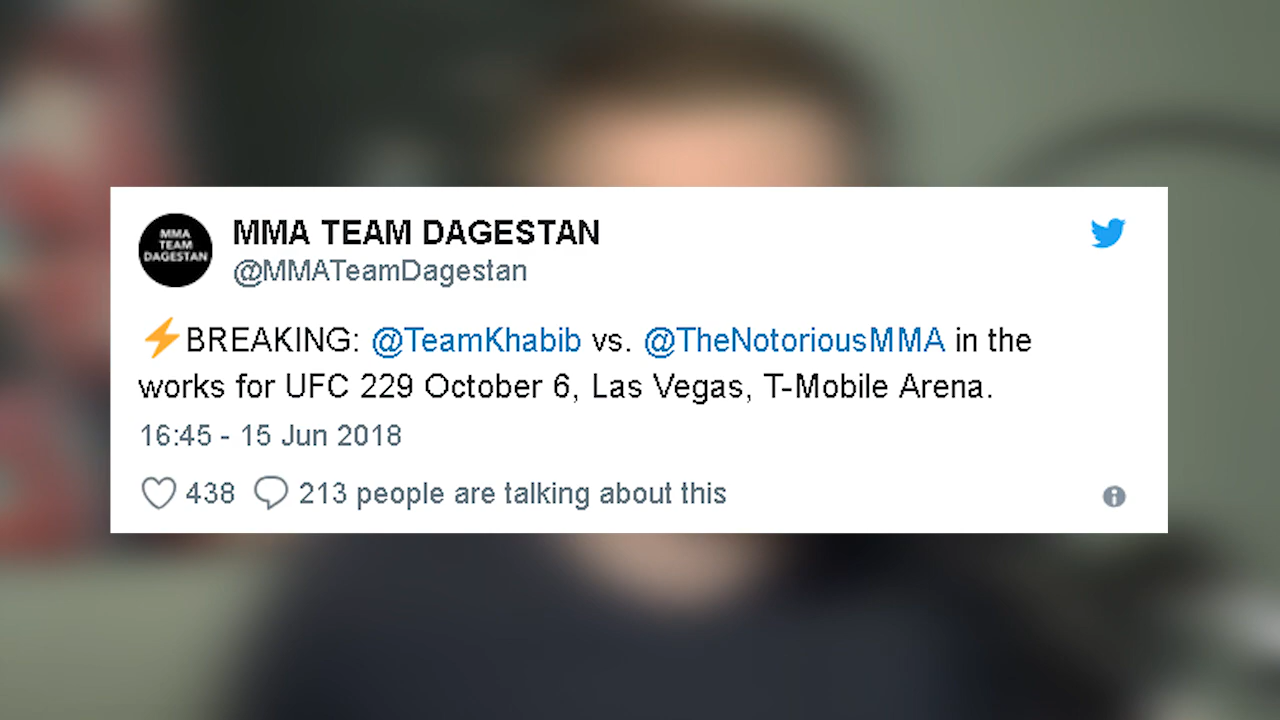 MMA
TEAM
DAGESTAN
MMA TEAM DAGESTAN
@MMATeamDagestan
⚡BREAKING: @TeamKhabib vs. @TheNotoriousMMA in the
works for UFC 229 October 6, Las Vegas, T-Mobile Arena.
16:45 - 15 Jun 2018
438 213 people are talking about this